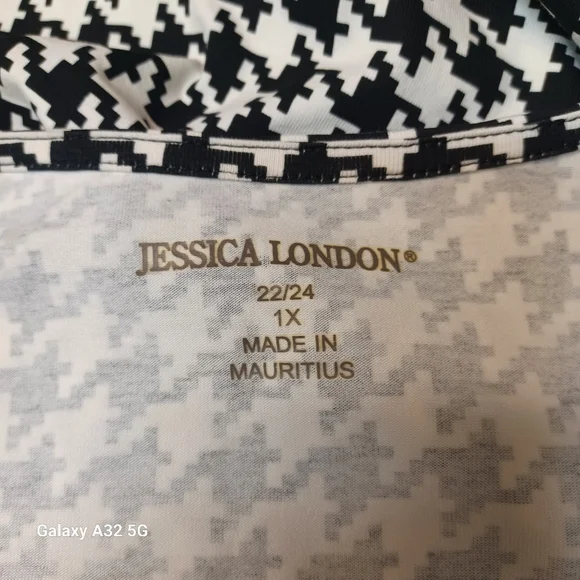 JESSICA LONDON®
22/24
1X
MADE IN
MAURITIUS
Galaxy A32 5G